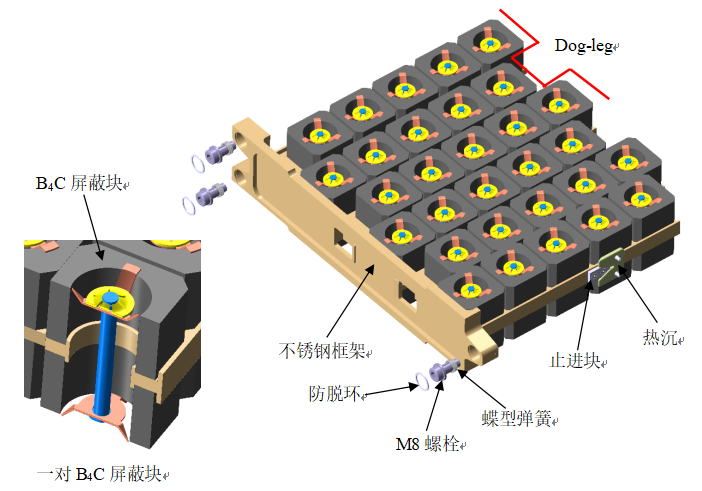 Dog-leg
B₄C 屏蔽块
不锈钢框架
热沉
止进块
防脱环
蝶型弹簧
M8 螺栓
一对 B₄C 屏蔽块